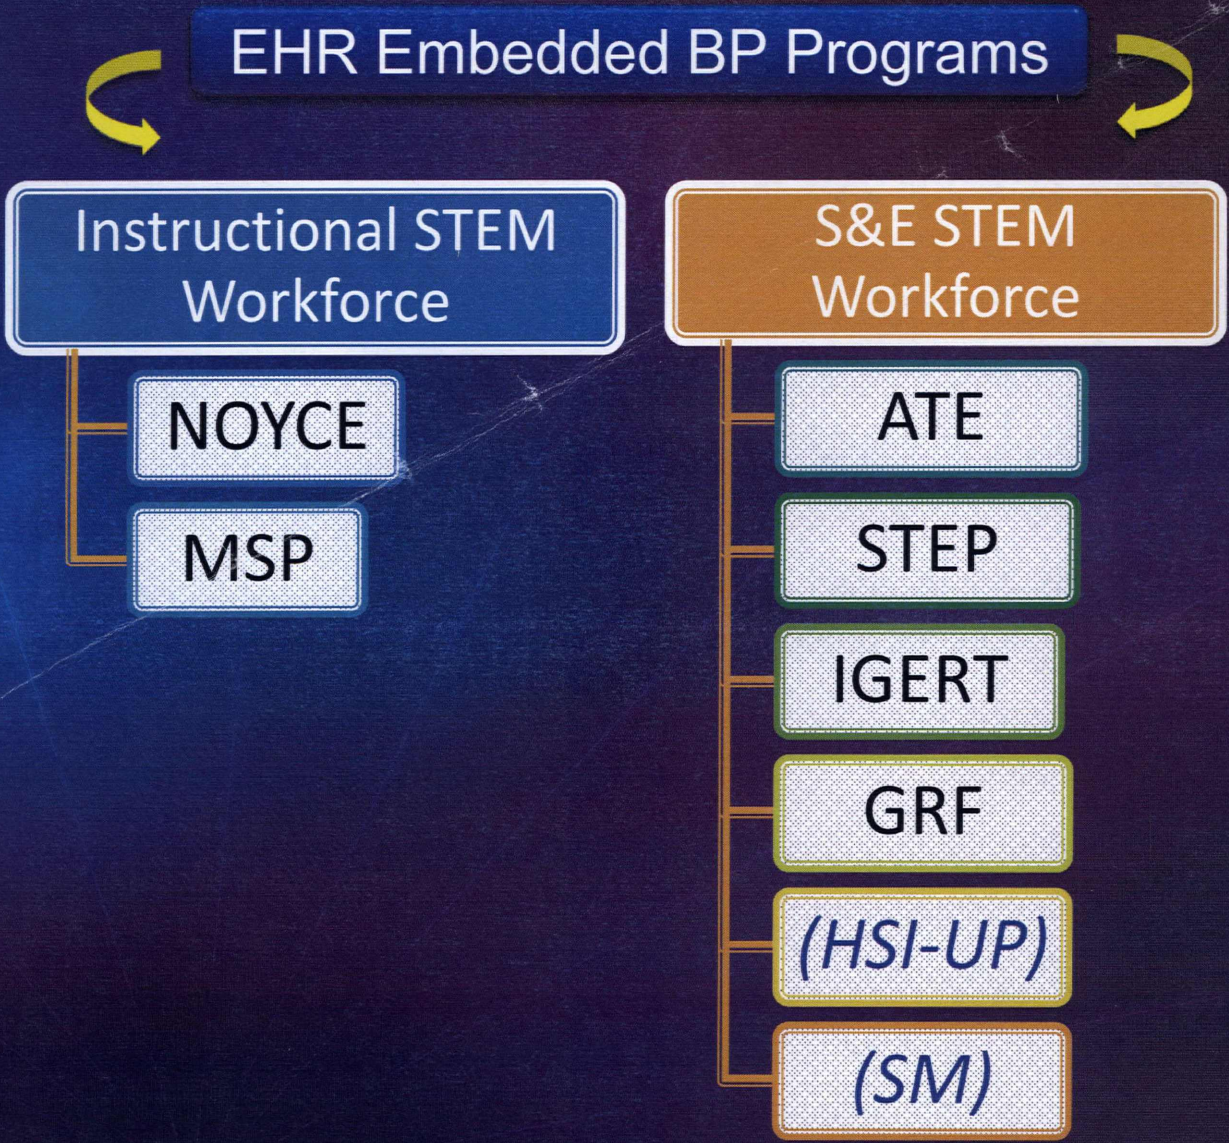 EHR Embedded BP Programs
Instructional STEM
Workforce
NOYCE
MSP
S&E STEM
Workforce
ATE
STEP
IGERT
GRF
(HSI-UP)
(SM)